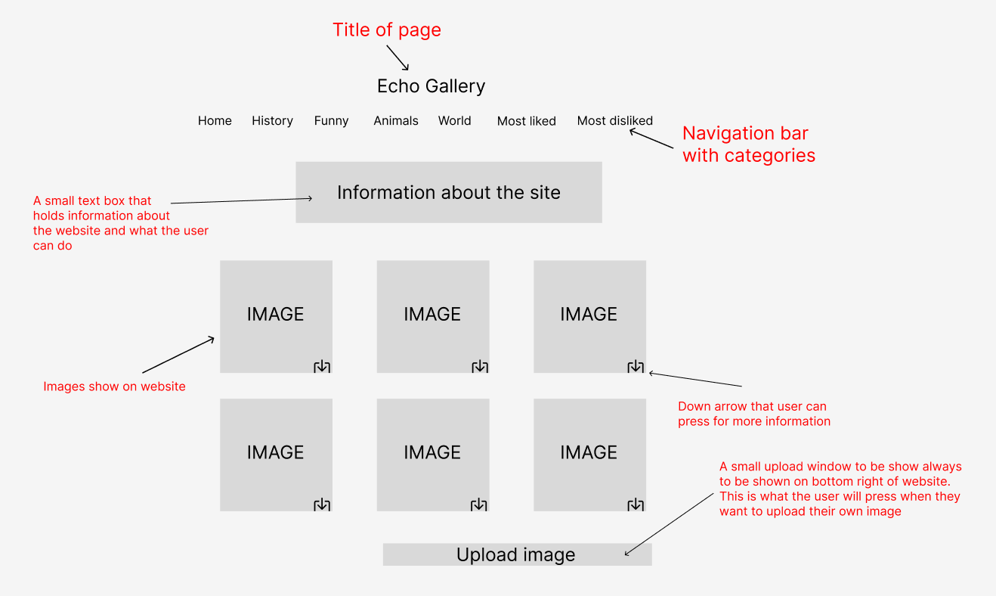 Title of page
Echo Gallery
Home History Funny Animals World Most liked Most disliked
Navigation bar
with categories
Information about the site
A small text box that
holds information about
the website and what the user
can do
IMAGE IMAGE IMAGE
Images show on website
Down arrow that user can
press for more information
IMAGE IMAGE IMAGE
A small upload window to be show always
to be shown on bottom right of website.
This is what the user will press when they
want to upload their own image
Upload image